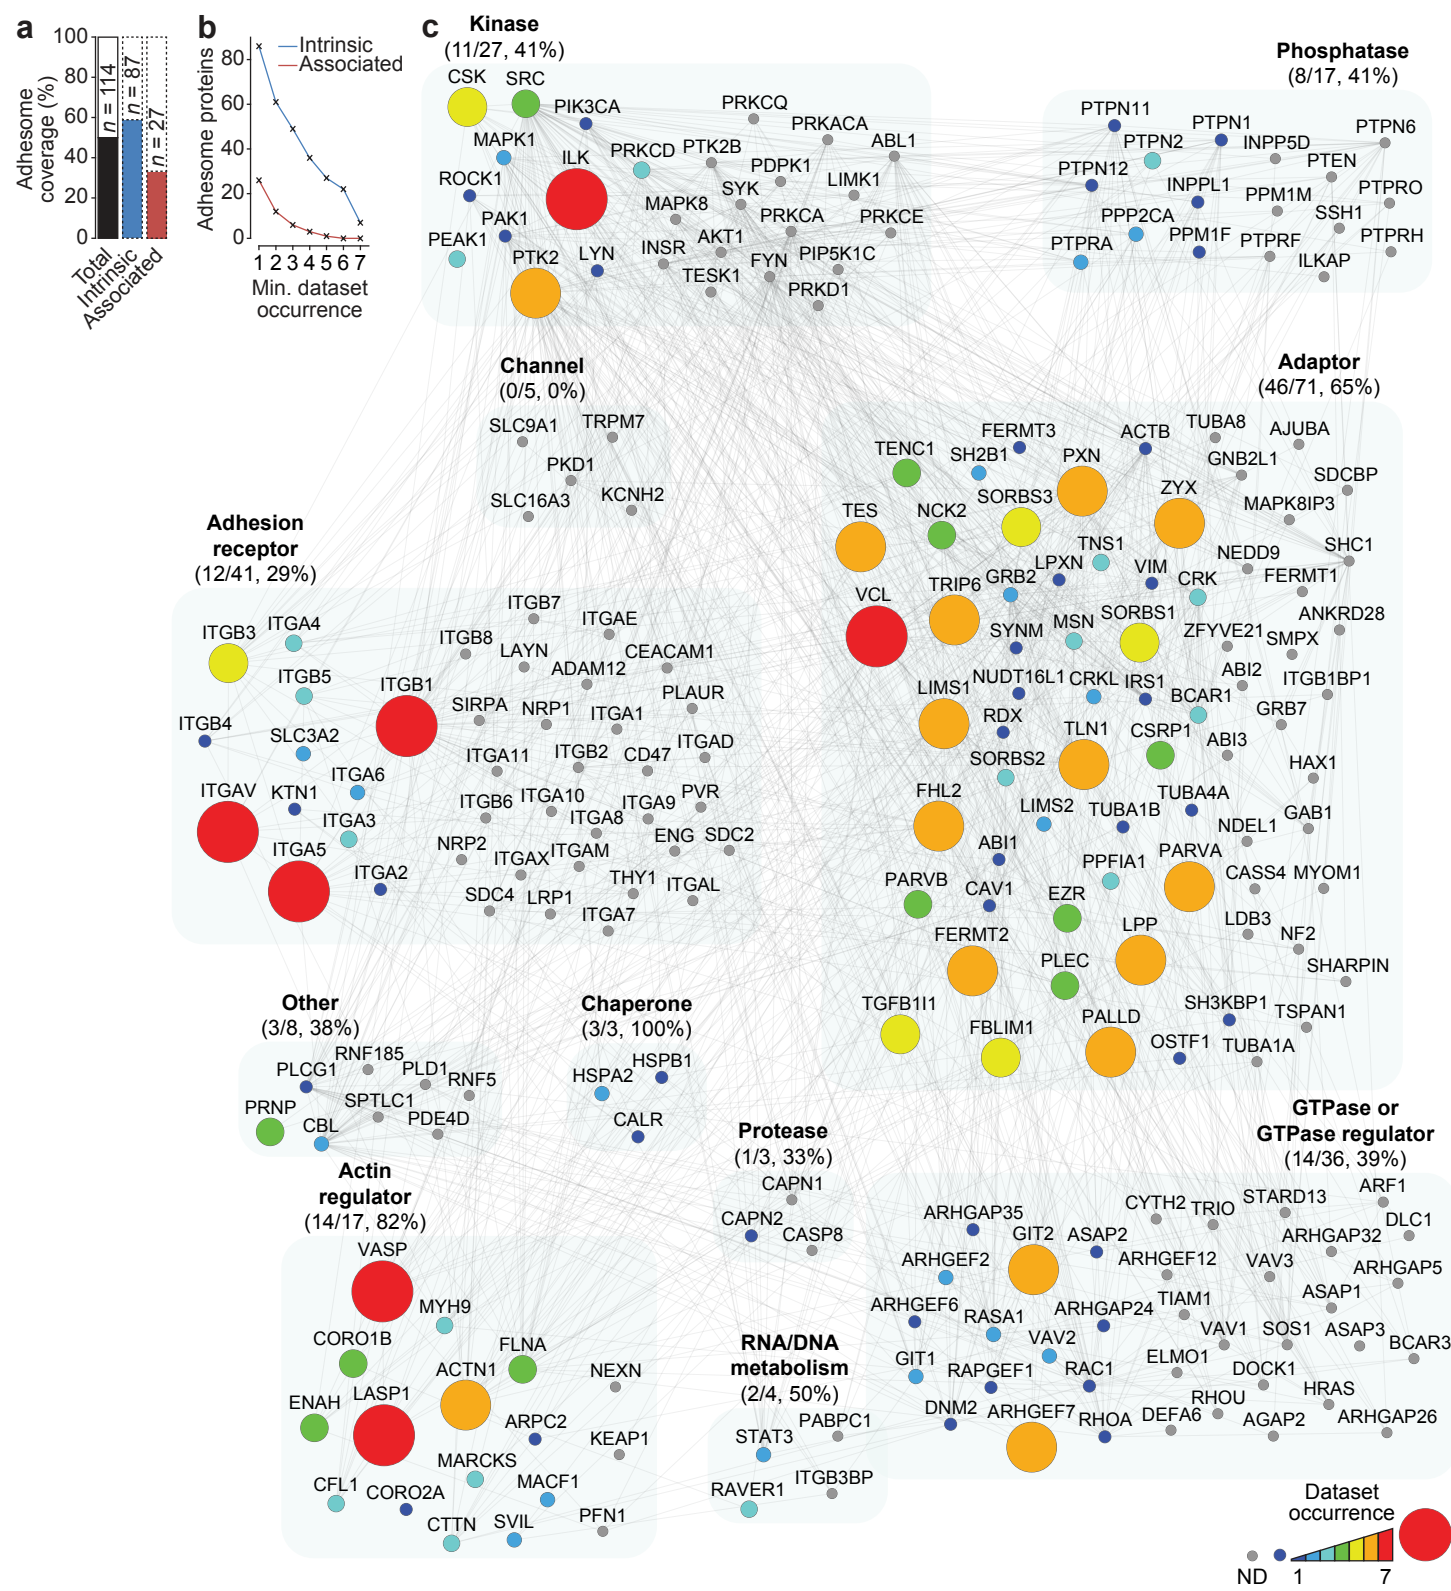 a
100
80
60
40
20
0
Adhesome
coverage (%)
n = 114
n = 87
n = 27
Total
Intrinsic
Associated
b
80
60
40
20
0
Adhesome proteins
Intrinsic
Associated
1 2 3 4 5 6 7
Min. dataset
occurrence
c
Kinase
(11/27, 41%)
CSK
SRC
PIK3CA
PRKCQ
MAPK1
ILK
PRKCD
PTK2B
PRKACA
ABL1
PDPK1
ROCK1
SYK
LIMK1
MAPK8
PAK1
PRKCA
PRKCE
PEAK1
PTK2
LYN
INSR
AKT1
FYN
PIP5K1C
TESK1
PRKD1
Phosphatase
(8/17, 41%)
PTPN11
PTPN1
PTPN6
PTPN2
INPP5D
PTEN
PTPN12
INPPL1
PPM1M
PTPRO
PPP2CA
SSH1
PTPRA
PPM1F
PTPRF
PTPRH
ILKAP
Channel
(0/5, 0%)
SLC9A1
TRPM7
PKD1
SLC16A3
KCNH2
Adaptor
(46/71, 65%)
TENC1
SH2B1
FERMT3
PXN
ACTB
TUBA8
AJUBA
GNB2L1
SDCBP
TES
NCK2
SORBS3
ZYX
MAPK8IP3
TNS1
SHC1
LPXN
VIM
NEDD9
VCL
TRIP6
GRB2
CRK
FERMT1
SYNM
MSN
SORBS1
ZFYVE21
SMPX
ANKRD28
NUDT16L1
CRKL
IRS1
ABI2
ITGB1BP1
LIMS1
RDX
TLN1
BCAR1
GRB7
CSRP1
ABI3
SORBS2
HAX1
FHL2
LIMS2
TUBA1B
TUBA4A
GAB1
NDEL1
ABI1
PPFIA1
PARVA
PARVB
CAV1
EZR
CASS4
MYOM1
LDB3
FERMT2
LPP
NF2
PLEC
SHARPIN
TGFB1I1
FBLIM1
PALLD
SH3KBP1
TSPAN1
OSTF1
TUBA1A
Adhesion
receptor
(12/41, 29%)
ITGB3
ITGA4
ITGB7
ITGAE
ITGB8
LAYN
CEACAM1
ADAM12
ITGB5
ITGB1
PLAUR
SIRPA
NRP1
ITGA1
ITGB4
SLC3A2
ITGA11
ITGB2
CD47
ITGAD
ITGAV
KTN1
ITGA6
ITGB6
ITGA10
ITGA9
PVR
ITGA3
ITGA8
ENG
SDC2
ITGA5
NRP2
ITGAX
ITGAM
ITGA2
THY1
ITGAL
SDC4
LRP1
ITGA7
Other
(3/8, 38%)
RNF185
PLCG1
PLD1
RNF5
PRNP
SPTLC1
CBL
PDE4D
Chaperone
(3/3, 100%)
HSPB1
HSPA2
CALR
Protease
(1/3, 33%)
CAPN1
CAPN2
CASP8
GTPase or
GTPase regulator
(14/36, 39%)
ARHGAP35
CYTH2
TRIO
STARD13
ARF1
GIT2
ASAP2
DLC1
ARHGEF2
ARHGEF12
ARHGAP32
VAV3
ARHGAP5
ARHGEF6
ARHGAP24
TIAM1
ASAP1
RASA1
VAV2
VAV1
SOS1
ASAP3
BCAR3
GIT1
RAPGEF1
RAC1
ELMO1
DOCK1
HRAS
DNM2
ARHGEF7
RHOA
DEFA6
RHOU
AGAP2
ARHGAP26
Actin
regulator
(14/17, 82%)
VASP
MYH9
CORO1B
FLNA
ACTN1
NEXN
ENAH
LASP1
ARPC2
KEAP1
MARCKS
CFL1
CORO2A
MACF1
CTTN
SVIL
PFN1
RNA/DNA
metabolism
(2/4, 50%)
PABPC1
STAT3
RAVER1
ITGB3BP
Dataset
occurrence
ND 1 7